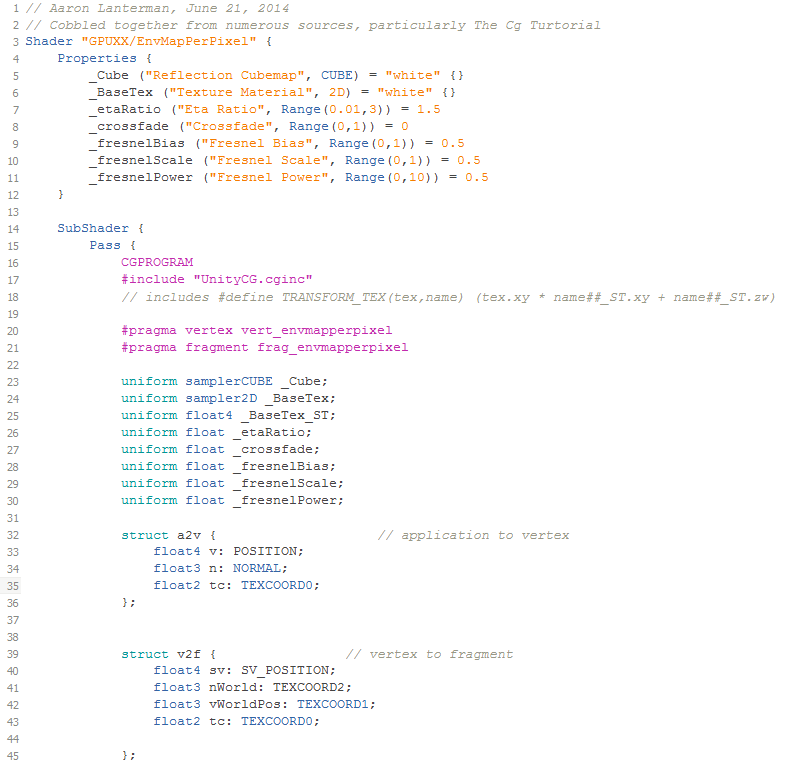 1 // Aaron Lanterman, June 21, 2014
2 // Cobbled together from numerous sources, particularly The Cg Turtorial
3 Shader "GPUXX/EnvMapPerPixel" {
4 Properties {
5 _Cube ("Reflection Cubemap", CUBE) = "white" {}
6 _BaseTex ("Texture Material", 2D) = "white" {}
7 _etaRatio ("Eta Ratio", Range(0.01,3)) = 1.5
8 _crossfade ("Crossfade", Range(0,1)) = 0
9 _fresnelBias ("Fresnel Bias", Range(0,1)) = 0.5
10 _fresnelScale ("Fresnel Scale", Range(0,1)) = 0.5
11 _fresnelPower ("Fresnel Power", Range(0,10)) = 0.5
12 }
13
14 SubShader {
15 Pass {
16 CGPROGRAM
17 #include "UnityCG.cginc"
18 // includes #define TRANSFORM_TEX(tex,name) (tex.xy * name##_ST.xy + name##_ST.zw)
19
20 #pragma vertex vert_envmapperpixel
21 #pragma fragment frag_envmapperpixel
22
23 uniform samplerCUBE _Cube;
24 uniform sampler2D _BaseTex;
25 uniform float4 _BaseTex_ST;
26 uniform float _etaRatio;
27 uniform float _crossfade;
28 uniform float _fresnelBias;
29 uniform float _fresnelScale;
30 uniform float _fresnelPower;
31
32 struct a2v { // application to vertex
33 float4 v: POSITION;
34 float3 n: NORMAL;
35 float2 tc: TEXCOORD0;
36 };
37
38
39 struct v2f { // vertex to fragment
40 float4 sv: SV_POSITION;
41 float3 nWorld: TEXCOORD2;
42 float3 vWorldPos: TEXCOORD1;
43 float2 tc: TEXCOORD0;
44
45 };